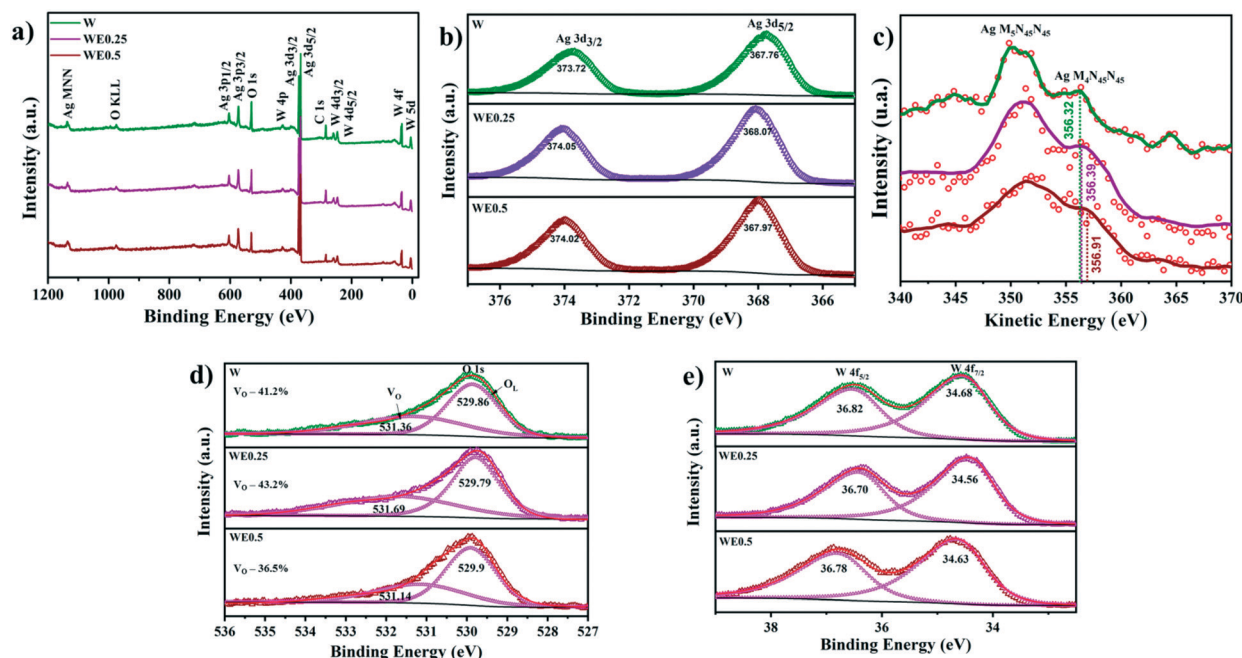 a)
W
WE0.25
WE0.5
Ag MNN
O KLL
Ag 3p1/2
Ag 3p3/2
O 1s
W 4p
Ag 3d3/2
Ag 3d5/2
C 1s
W 4d3/2
W 4d5/2
W 4f
W 5d
Intensity (a.u.)
1200 1000 800 600 400 200 0
Binding Energy (eV)
b)
W
Ag 3d3/2
Ag 3d5/2
373.72
367.76
WE0.25
374.05
368.07
WE0.5
374.02
367.97
Intensity (a.u.)
376 374 372 370 368 366
Binding Energy (eV)
c)
Ag M5N45N45
Ag M4N45N45
356.32
356.39
356.91
Intensity (u.a.)
340 345 350 355 360 365 370
Kinetic Energy (eV)
d)
W
O 1s
VO – 41.2%
VO
OL
529.86
531.36
WE0.25
VO – 43.2%
529.79
531.69
WE0.5
VO – 36.5%
529.9
531.14
Intensity (a.u.)
536 535 534 533 532 531 530 529 528 527
Binding Energy (eV)
e)
W
W 4f5/2
W 4f7/2
36.82
34.68
WE0.25
36.70
34.56
WE0.5
36.78
34.63
Intensity (a.u.)
38 36 34
Binding Energy (eV)